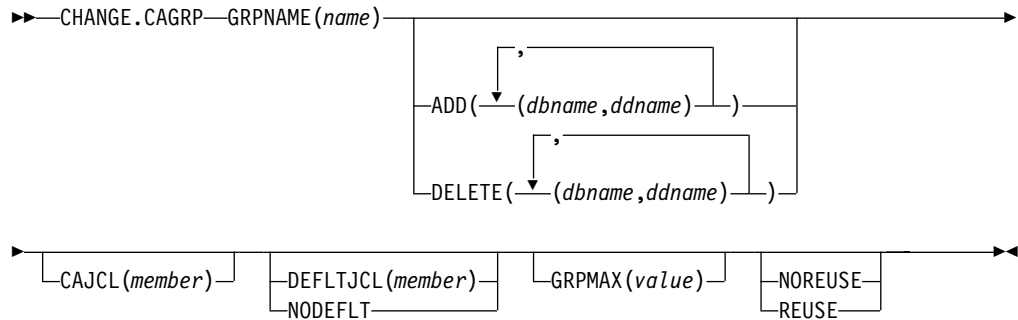 CHANGE.CAGRP GRPNAME(name)
,
ADD( (dbname,ddname) )
,
DELETE( (dbname,ddname) )
CAJCL(member) DEFLTJCL(member) GRPMAX(value) NOREUSE
NODEFLT REUSE